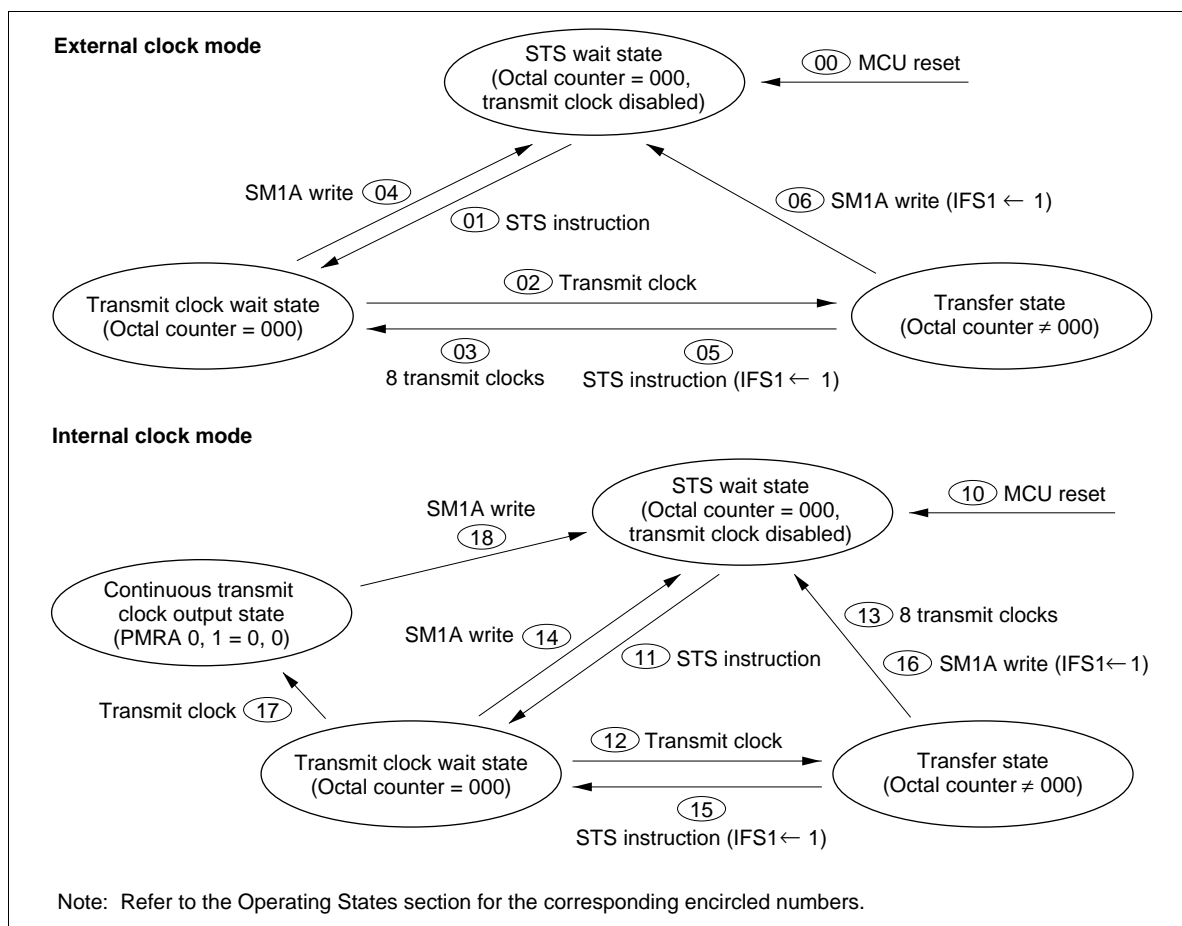 External clock mode
STS wait state
(Octal counter = 000,
transmit clock disabled)
00 MCU reset
SM1A write 04
01 STS instruction
06 SM1A write (IFS1 ← 1)
Transmit clock wait state
(Octal counter = 000)
02 Transmit clock
Transfer state
(Octal counter ≠ 000)
03
8 transmit clocks
05
STS instruction (IFS1 ← 1)
Internal clock mode
STS wait state
(Octal counter = 000,
transmit clock disabled)
10 MCU reset
SM1A write
18
Continuous transmit
clock output state
(PMRA 0, 1 = 0, 0)
SM1A write 14
11 STS instruction
13 8 transmit clocks
16 SM1A write (IFS1← 1)
Transmit clock 17
Transmit clock wait state
(Octal counter = 000)
12 Transmit clock
Transfer state
(Octal counter ≠ 000)
15
STS instruction (IFS1← 1)
Note: Refer to the Operating States section for the corresponding encircled numbers.